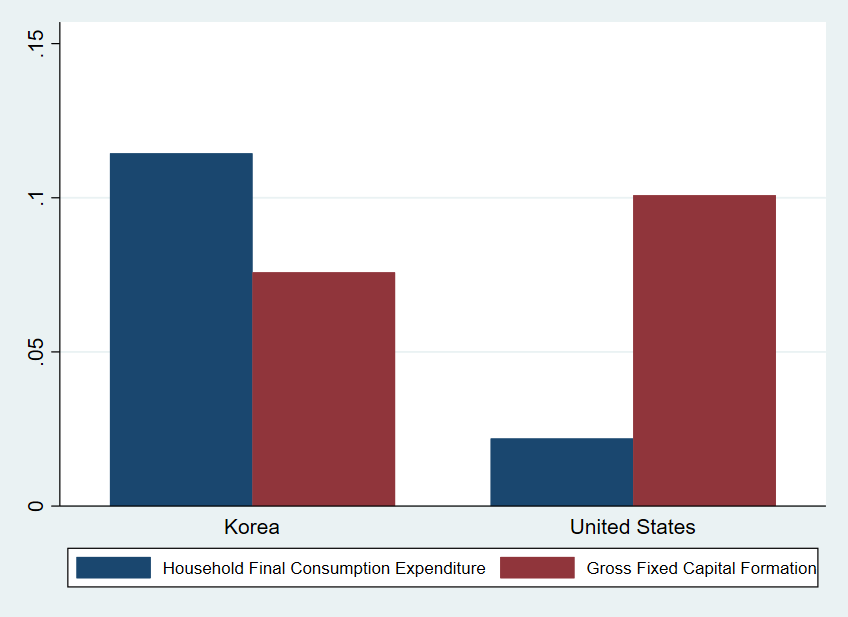 .15
.1
.05
0
Korea United States
Household Final Consumption Expenditure Gross Fixed Capital Formation